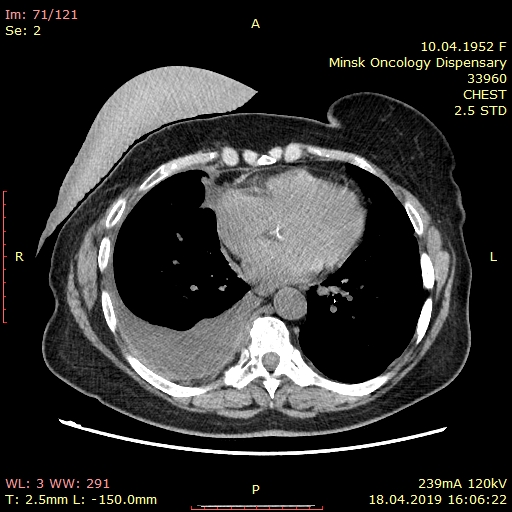 Im: 71/121
Se: 2
A
10.04.1952 F
Minsk Oncology Dispensary
33960
CHEST
2.5 STD
R
L
WL: 3 WW: 291
T: 2.5mm L: -150.0mm
P
239mA 120kV
18.04.2019 16:06:22